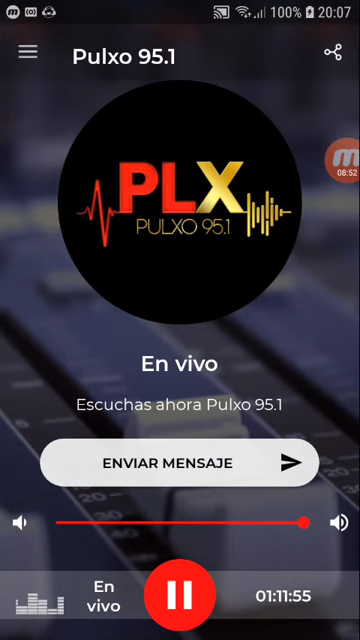 100% 20:07
Pulxo 95.1
08:52
PLX
PULXO 95.1
En vivo
Escuchas ahora Pulxo 95.1
ENVIAR MENSAJE
En
vivo
01:11:55